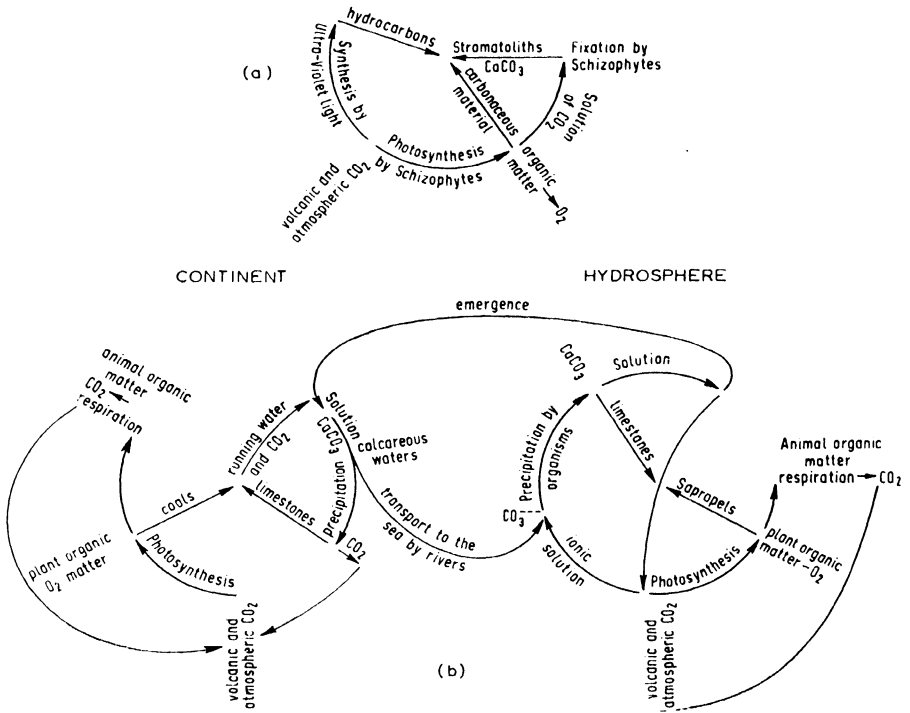 (a)
hydrocarbons
Synthesis by
Ultra-Violet light
Stromatoliths
CaCO3
Fixation by
Schizophytes
carbonaceous
material
Solution
of CO2
Photosynthesis
by Schizophytes
organic
matter
O2
volcanic and
atmospheric CO2
CONTINENT
HYDROSPHERE
emergence
animal organic
matter
CO2
respiration
running water
and CO2
Solution
CaCO3
precipitation
calcareous
waters
coals
limestones
CO2
transport to the
sea by rivers
plant organic
O2 matter
Photosynthesis
volcanic and
atmospheric CO2
CaCO3
Solution
Precipitation by
organisms
limestones
Animal organic
matter
respiration
CO2
Sapropels
CO3
ionic
solution
Photosynthesis
plant organic
matter – O2
volcanic and
atmospheric CO2
(b)